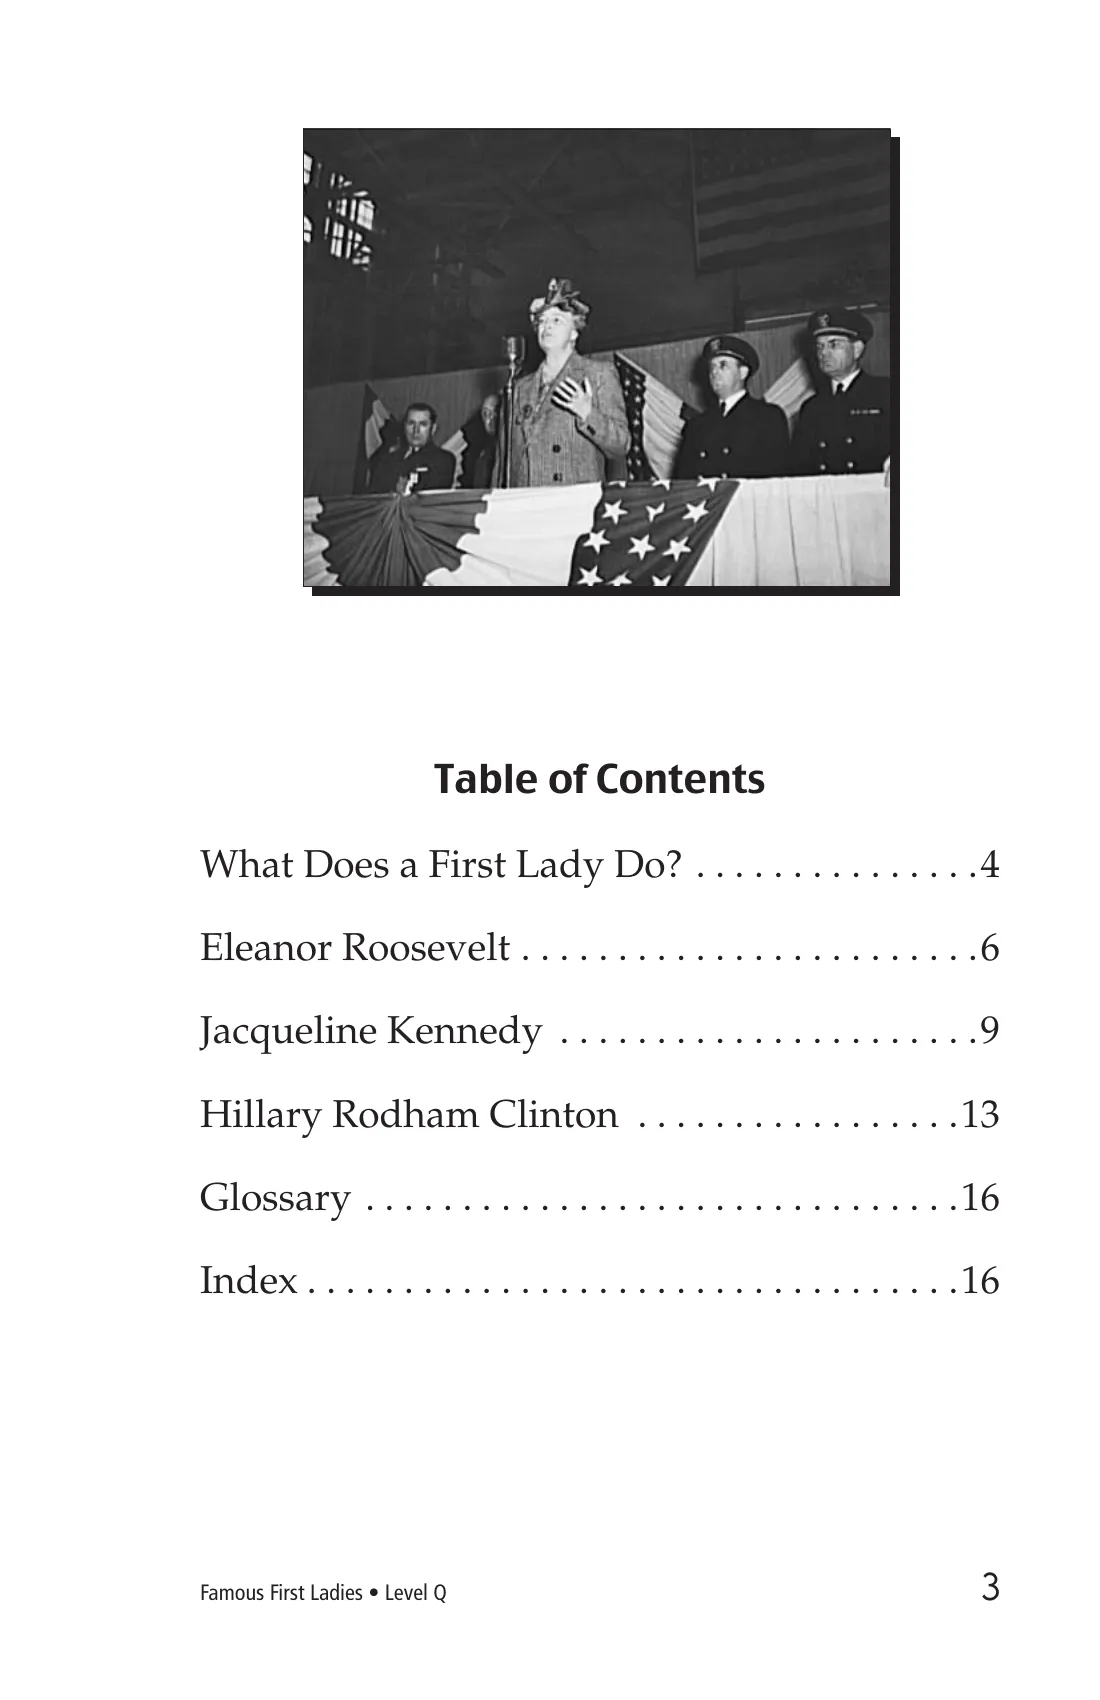 Table of Contents
What Does a First Lady Do? . . . . . . . . . . . . . . .4
Eleanor Roosevelt . . . . . . . . . . . . . . . . . . . . . . . .6
Jacqueline Kennedy . . . . . . . . . . . . . . . . . . . . . .9
Hillary Rodham Clinton . . . . . . . . . . . . . . . . .13
Glossary . . . . . . . . . . . . . . . . . . . . . . . . . . . . . . .16
Index . . . . . . . . . . . . . . . . . . . . . . . . . . . . . . . . . .16
Famous First Ladies • Level Q 3